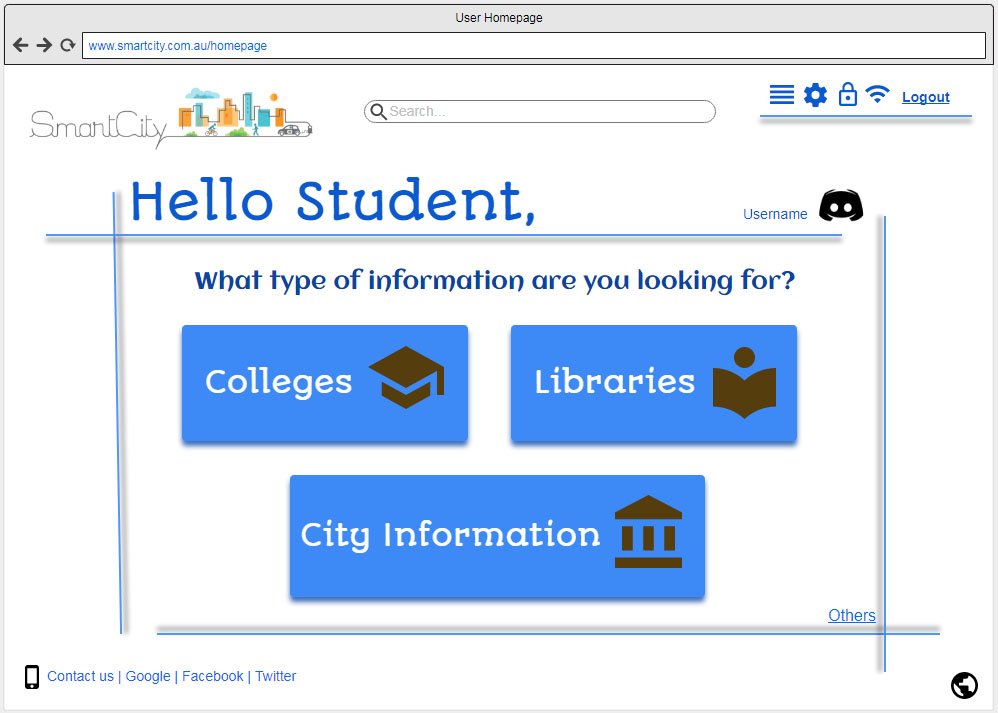 User Homepage
www.smartcity.com.au/homepage
SmartCity
Search...
Logout
Hello Student,
Username
What type of information are you looking for?
Colleges
Libraries
City Information
Others
Contact us | Google | Facebook | Twitter